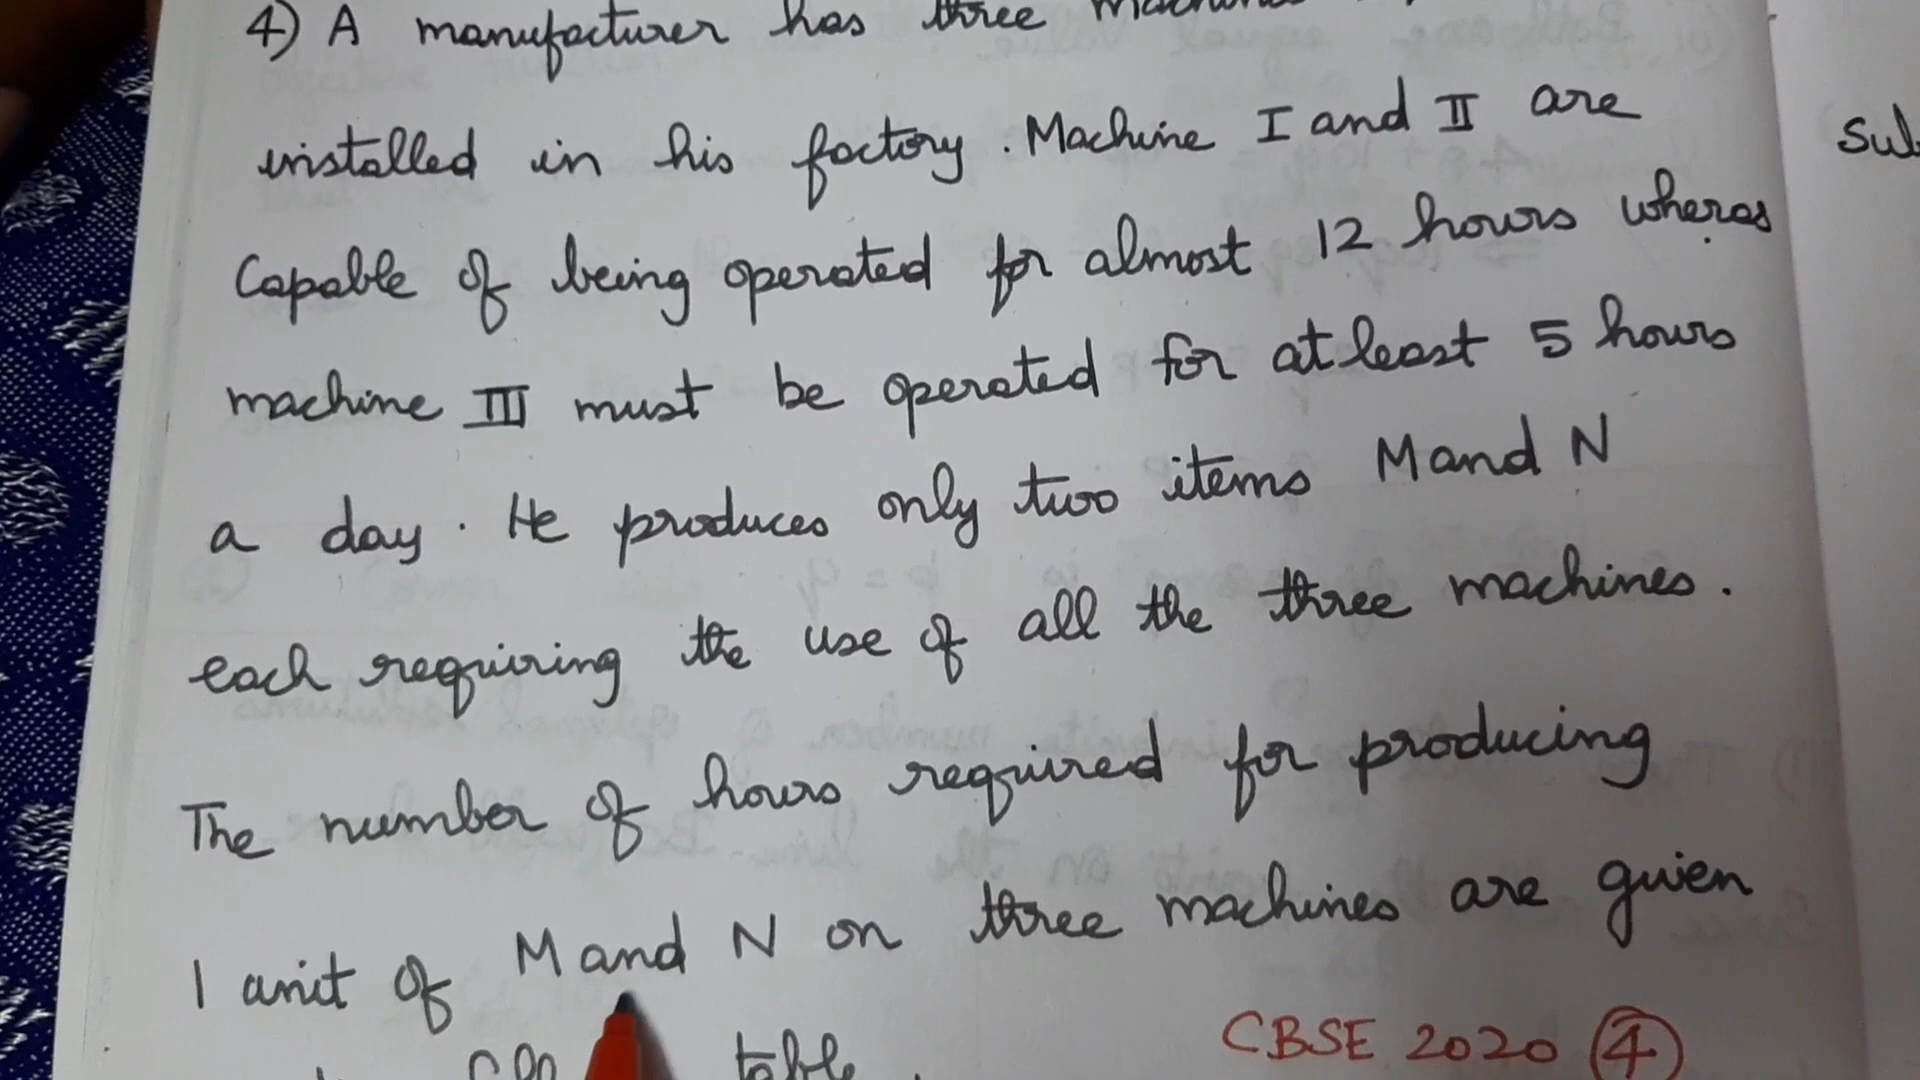 4) A manufacturer has three
installed in his factory. Machine I and II are
Capable of being operated for almost 12 hours wheras
machine III must be operated for atleast 5 hours
a day. He produces only two items M and N
each requiring the use of all the three machines.
The number of hours required for producing
1 unit of M and N on three machines are given
table.
CBSE 2020 4